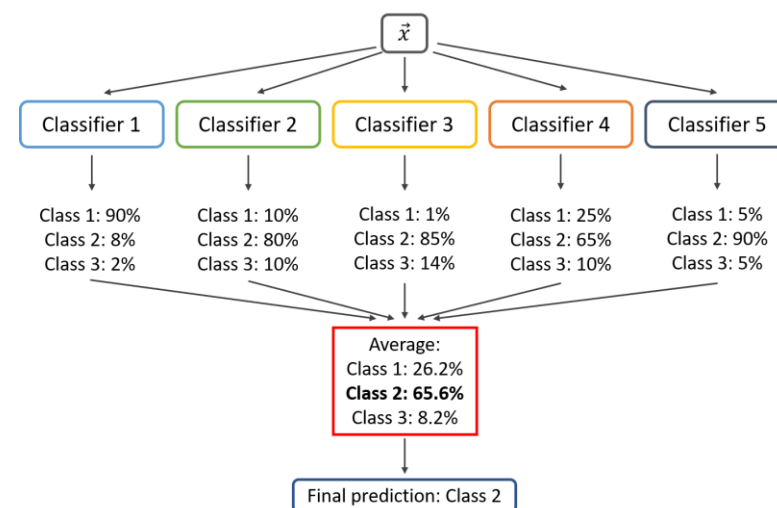 x⃗
Classifier 1
Classifier 2
Classifier 3
Classifier 4
Classifier 5
Class 1: 90%
Class 2: 8%
Class 3: 2%
Class 1: 10%
Class 2: 80%
Class 3: 10%
Class 1: 1%
Class 2: 85%
Class 3: 14%
Class 1: 25%
Class 2: 65%
Class 3: 10%
Class 1: 5%
Class 2: 90%
Class 3: 5%
Average:
Class 1: 26.2%
Class 2: 65.6%
Class 3: 8.2%
Final prediction: Class 2